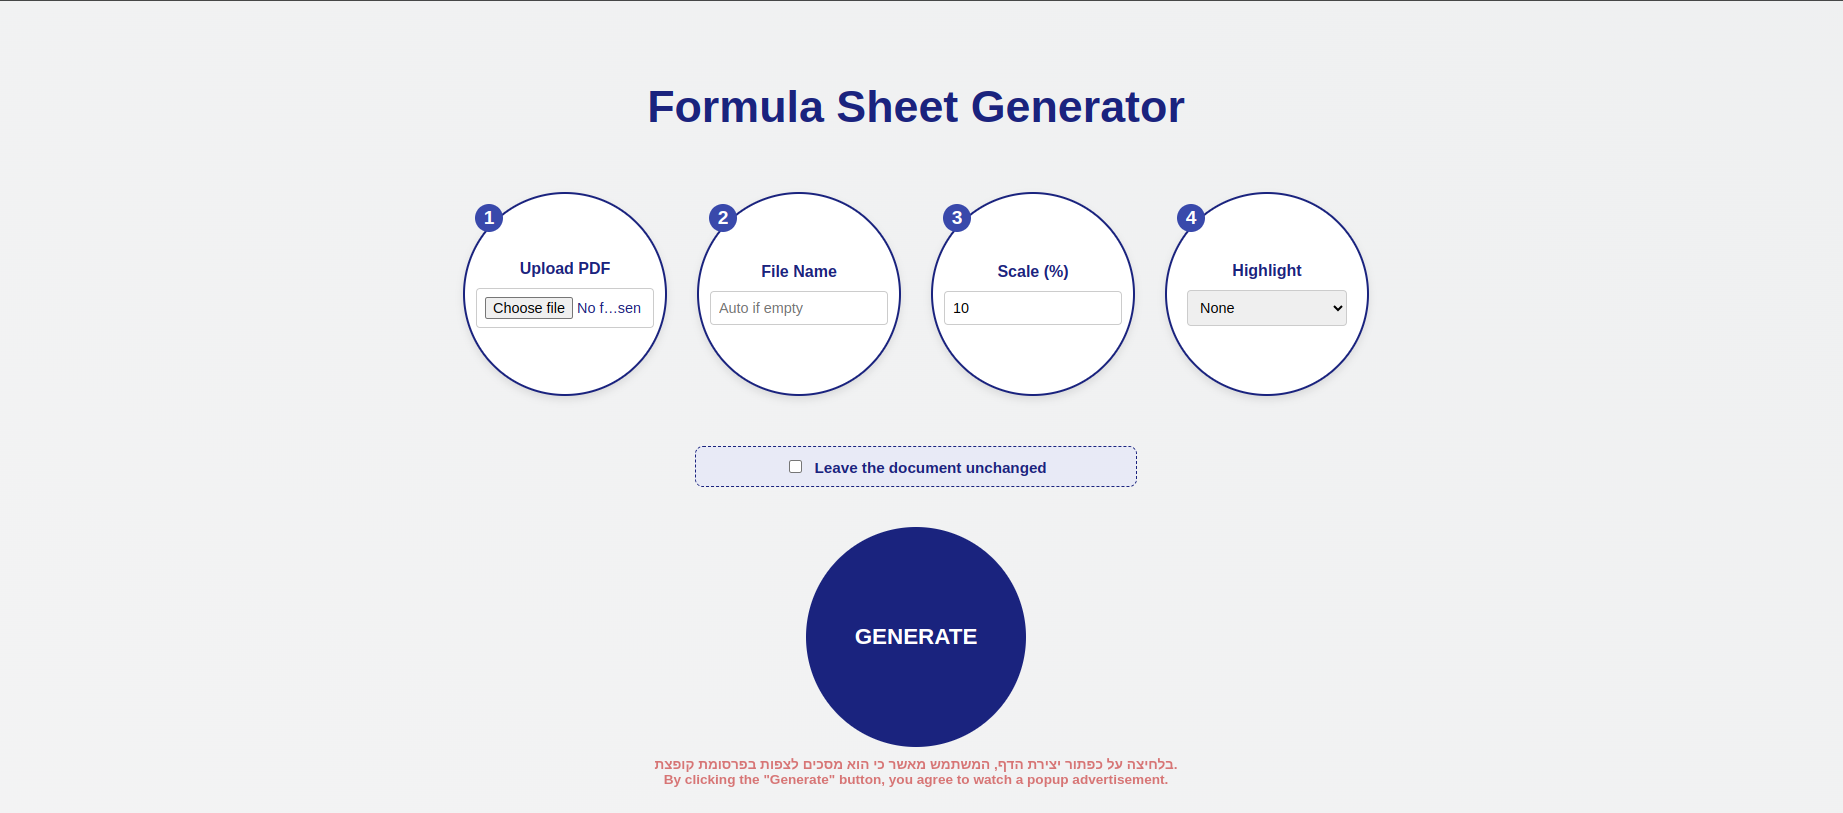 Formula Sheet Generator
1
2
3
4
Upload PDF
File Name
Scale (%)
Highlight
Choose file No f...sen
Auto if empty
10
None
Leave the document unchanged
GENERATE
בלחיצה על כפתור יצירת הדף, המשתמש מאשר כי הוא מסכים לצפות בפרסומת קופצת.
By clicking the "Generate" button, you agree to watch a popup advertisement.